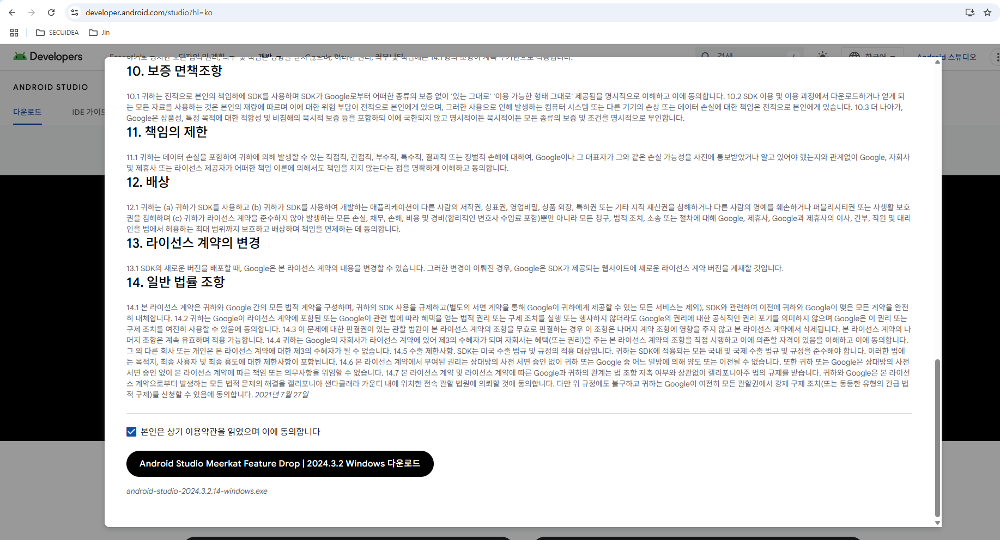 developer.android.com/studio?hl=ko
SECUiDEA
Jin
Developers
검색
/
한국어
Android 스튜디오
ANDROID STUDIO
다운로드
IDE 가이드
10. 보증 면책조항
10.1 귀하는 전적으로 본인의 책임하에 SDK를 사용하며 SDK가 Google로부터 어떠한 종류의 보증 없이 '있는 그대로' '이용 가능한 형태 그대로' 제공됨을 명시적으로 이해하고 이에 동의합니다. 10.2 SDK 이용 및 이용 과정에서 다운로드하거나 얻게 되
는 모든 자료를 사용하는 것은 본인의 재량에 따르며 이에 대한 위험 부담이 전적으로 본인에게 있으며, 그러한 사용으로 인해 발생하는 컴퓨터 시스템 또는 다른 기기의 손상 또는 데이터 손실에 대한 책임은 전적으로 본인에게 있습니다. 10.3 더 나아가,
Google은 상품성, 특정 목적에 대한 적합성 및 비침해의 묵시적 보증 등을 포함하되 이에 국한되지 않고 명시적이든 묵시적이든 모든 종류의 보증 및 조건을 명시적으로 부인합니다.
11. 책임의 제한
11.1 귀하는 데이터 손실을 포함하여 귀하에 의해 발생할 수 있는 직접적, 간접적, 부수적, 특수적, 결과적 또는 징벌적 손해에 대하여, Google이나 그 대표자가 그와 같은 손실 가능성을 사전에 통보받았거나 알고 있어야 했는지와 관계없이 Google, 자회사
및 제휴사 또는 라이선스 제공자가 어떠한 책임 이론에 의해서도 책임을 지지 않는다는 점을 명확하게 이해하고 동의합니다.
12. 배상
12.1 귀하는 (a) 귀하가 SDK를 사용하고 (b) 귀하가 SDK를 사용하여 개발하는 애플리케이션이 다른 사람의 저작권, 상표권, 영업비밀, 상품 외장, 특허권 또는 기타 지적 재산권을 침해하거나 다른 사람의 명예를 훼손하거나 퍼블리시티권 또는 사생활 보호
권을 침해하며 (c) 귀하가 라이선스 계약을 준수하지 않아 발생하는 모든 손실, 채무, 손해, 비용 및 경비(합리적인 변호사 수임료 포함)뿐만 아니라 모든 청구, 법적 조치, 소송 또는 절차에 대해 Google, 제휴사, Google과 제휴사의 이사, 간부, 직원 및 대리
인을 법에서 허용하는 최대 범위까지 보호하고 배상하며 책임을 면제하는 데 동의합니다.
13. 라이선스 계약의 변경
13.1 SDK의 새로운 버전을 배포할 때, Google은 본 라이선스 계약의 내용을 변경할 수 있습니다. 그러한 변경이 이뤄진 경우, Google은 SDK가 제공되는 웹사이트에 새로운 라이선스 계약 버전을 게재할 것입니다.
14. 일반 법률 조항
14.1 본 라이선스 계약은 귀하와 Google 간의 모든 법적 계약을 구성하며, 귀하의 SDK 사용을 규제하고(별도의 서면 계약을 통해 Google이 귀하에게 제공할 수 있는 모든 서비스는 제외), SDK와 관련하여 이전에 귀하와 Google이 맺은 모든 계약을 완전
히 대체합니다. 14.2 귀하는 Google이 라이선스 계약에 포함된 또는 Google이 관련 법에 따라 혜택을 얻는 법적 권리 또는 구제 조치를 실행 또는 행사하지 않더라도 Google의 권리에 대한 공식적인 권리 포기를 의미하지 않으며 Google은 이 권리 또는
구제 조치를 여전히 사용할 수 있음에 동의합니다. 14.3 이 문제에 대한 판결권이 있는 관할 법원이 본 라이선스 계약의 조항을 무효로 판결하는 경우 이 조항은 나머지 계약 조항에 영향을 주지 않고 본 라이선스 계약에서 삭제됩니다. 본 라이선스 계약의 나
머지 조항은 계속 유효하며 적용 가능합니다. 14.4 귀하는 Google의 자회사가 라이선스 계약에 있어 제3의 수혜자가 되며 자회사는 혜택(또는 권리)을 주는 본 라이선스 계약의 조항을 직접 시행하고 이에 의존할 자격이 있음을 이해하고 이에 동의합니다.
그 외 다른 회사 또는 개인은 본 라이선스 계약에 대한 제3의 수혜자가 될 수 없습니다. 14.5 수출 제한사항. SDK는 미국 수출 법규 및 규정의 적용 대상입니다. 귀하는 SDK에 적용되는 모든 국내 및 국제 수출 법규 및 규정을 준수해야 합니다. 이러한 법에
는 목적지, 최종 사용자 및 최종 용도에 대한 제한사항이 포함됩니다. 14.6 본 라이선스 계약에서 부여된 권리는 상대방의 사전 서면 승인 없이 귀하 또는 Google 중 어느 일방에 의해 양도 또는 이전될 수 없습니다. 또한 귀하 또는 Google은 상대방의 사전
서면 승인 없이 본 라이선스 계약에 따른 책임 또는 의무사항을 위임할 수 없습니다. 14.7 본 라이선스 계약 및 라이선스 계약에 따른 Google과 귀하의 관계는 법 조항 저촉 여부와 상관없이 캘리포니아주 법의 규제를 받습니다. 귀하와 Google은 본 라이선
스 계약으로부터 발생하는 모든 법적 문제의 해결을 캘리포니아 샌타클래라 카운티 내에 위치한 전속 관할 법원에 의뢰할 것에 동의합니다. 다만 위 규정에도 불구하고 귀하는 Google이 여전히 모든 관할권에서 강제 구제 조치(또는 동등한 유형의 긴급 법
적 구제)를 신청할 수 있음에 동의합니다. 2021년 7월 27일
본인은 상기 이용약관을 읽었으며 이에 동의합니다
Android Studio Meerkat Feature Drop | 2024.3.2 Windows 다운로드
android-studio-2024.3.2.14-windows.exe